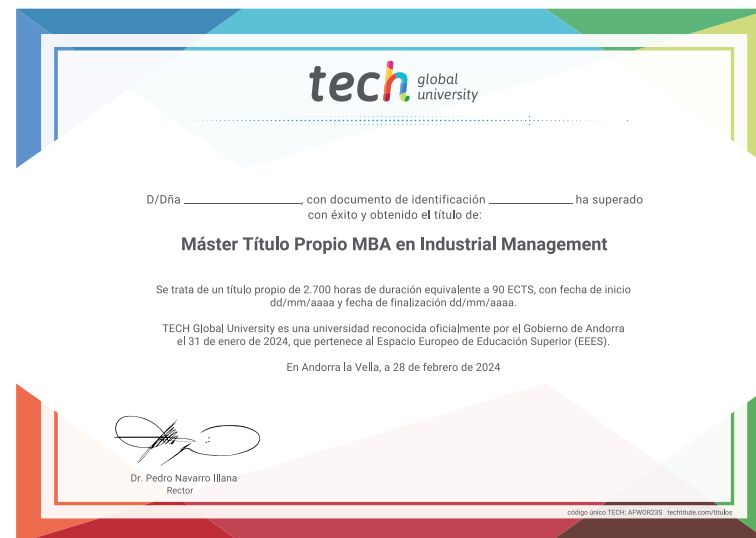 tech global university
D/Dña ____________, con documento de identificación ____________ ha superado
con éxito y obtenido el título de:
Máster Título Propio MBA en Industrial Management
Se trata de un título propio de 2.700 horas de duración equivalente a 90 ECTS, con fecha de inicio
dd/mm/aaaa y fecha de finalización dd/mm/aaaa.
TECH Global University es una universidad reconocida oficialmente por el Gobierno de Andorra
el 31 de enero de 2024, que pertenece al Espacio Europeo de Educación Superior (EEES).
En Andorra la Vella, a 28 de febrero de 2024
Dr. Pedro Navarro Illana
Rector
código único TECH: AFWOR23S techtitute.com/titulos